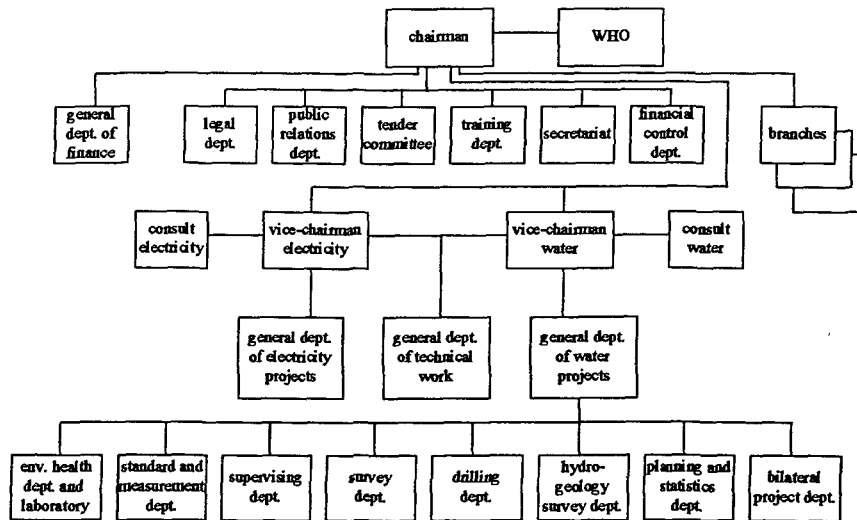 chairman
WHO
general
dept. of
finance
legal
dept.
public
relations
dept.
tender
committee
training
dept.
secretariat
financial
control
dept.
branches
consult
electricity
vice-chairman
electricity
vice-chairman
water
consult
water
general dept.
of electricity
projects
general dept.
of technical
work
general dept.
of water
projects
env. health
dept. and
laboratory
standard and
measurement
dept.
supervising
dept.
survey
dept.
drilling
dept.
hydro-
geology
survey dept.
planning and
statistics
dept.
bilateral
project dept.